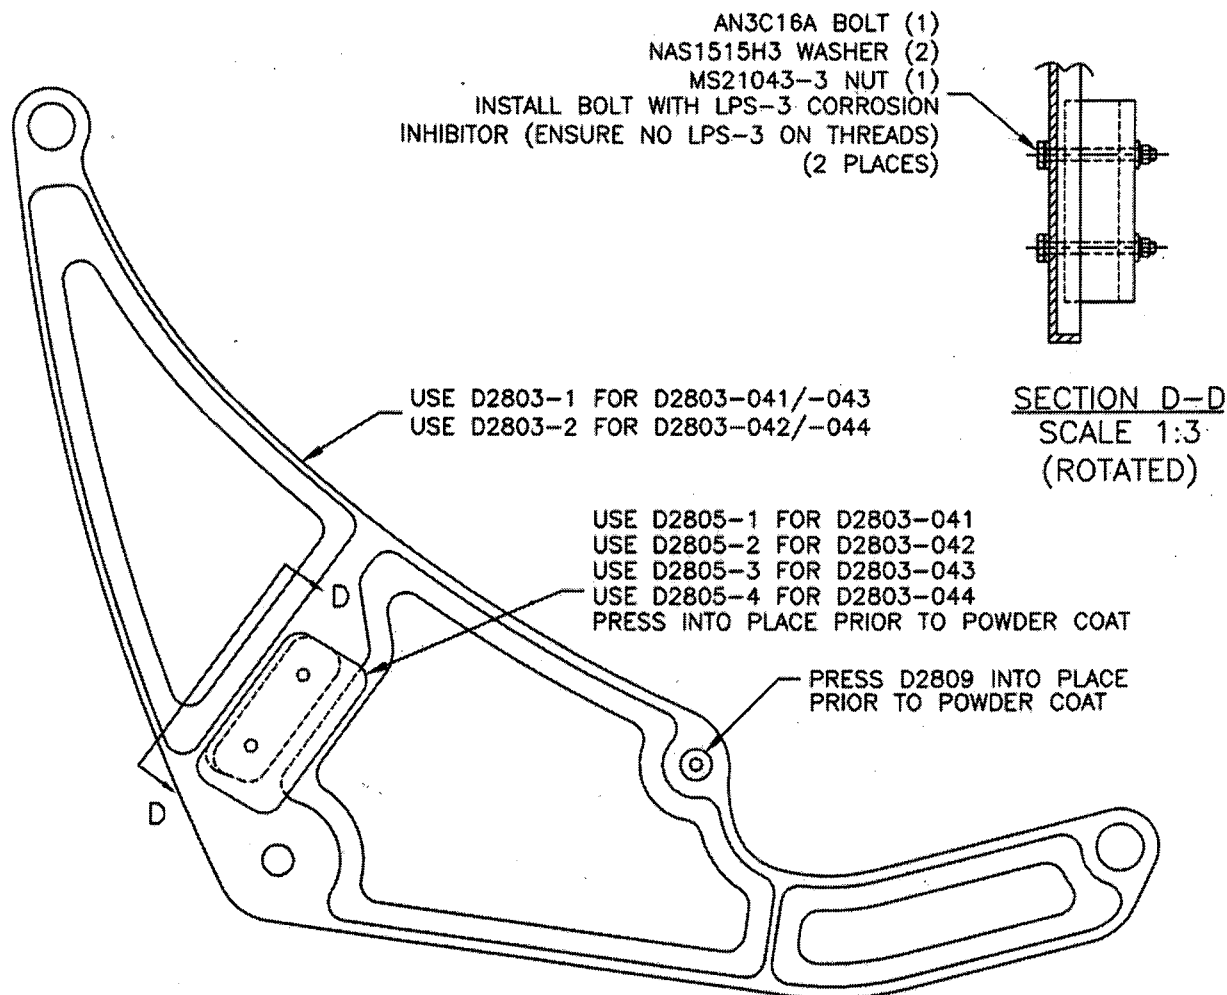 AN3C16A BOLT (1)
NAS1515H3 WASHER (2)
MS21043-3 NUT (1)
INSTALL BOLT WITH LPS-3 CORROSION
INHIBITOR (ENSURE NO LPS-3 ON THREADS)
(2 PLACES)
SECTION D-D
SCALE 1:3
(ROTATED)
USE D2803-1 FOR D2803-041/-043
USE D2803-2 FOR D2803-042/-044
USE D2805-1 FOR D2803-041
USE D2805-2 FOR D2803-042
USE D2805-3 FOR D2803-043
USE D2805-4 FOR D2803-044
PRESS INTO PLACE PRIOR TO POWDER COAT
D
PRESS D2809 INTO PLACE
PRIOR TO POWDER COAT
D